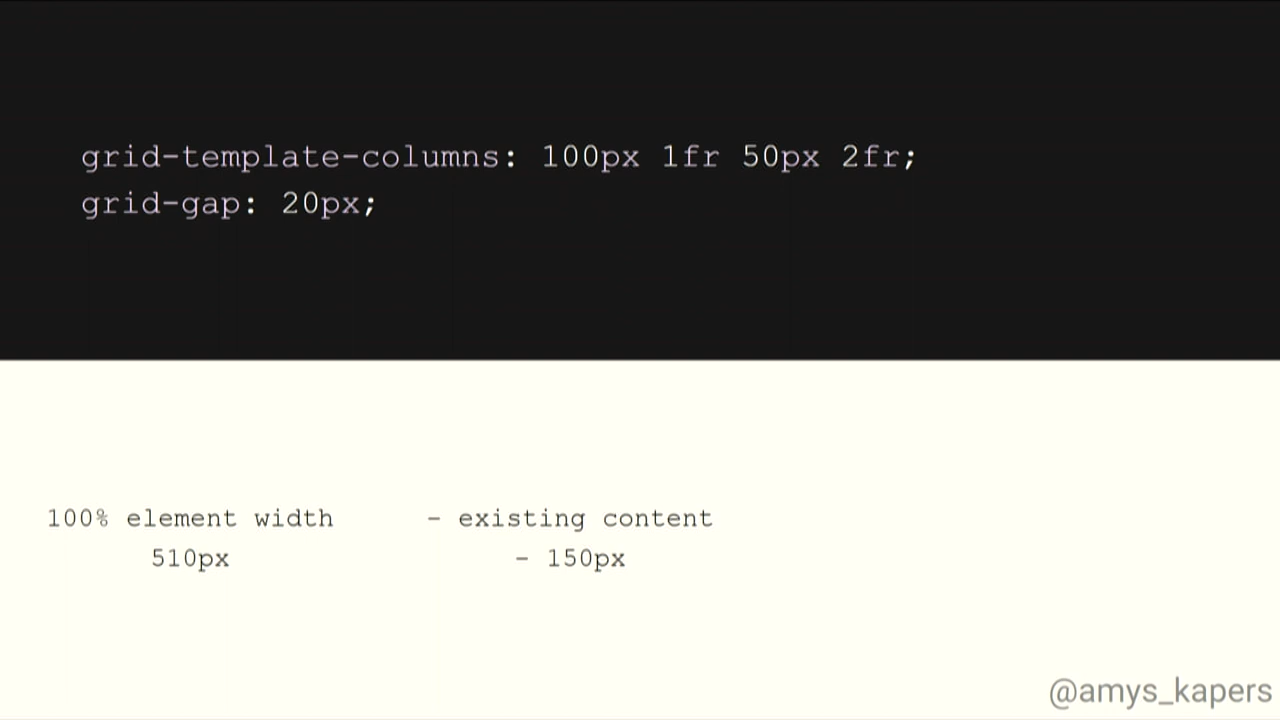 grid-template-columns: 100px 1fr 50px 2fr;
grid-gap: 20px;
100% element width - existing content
510px - 150px
@amys_kapers